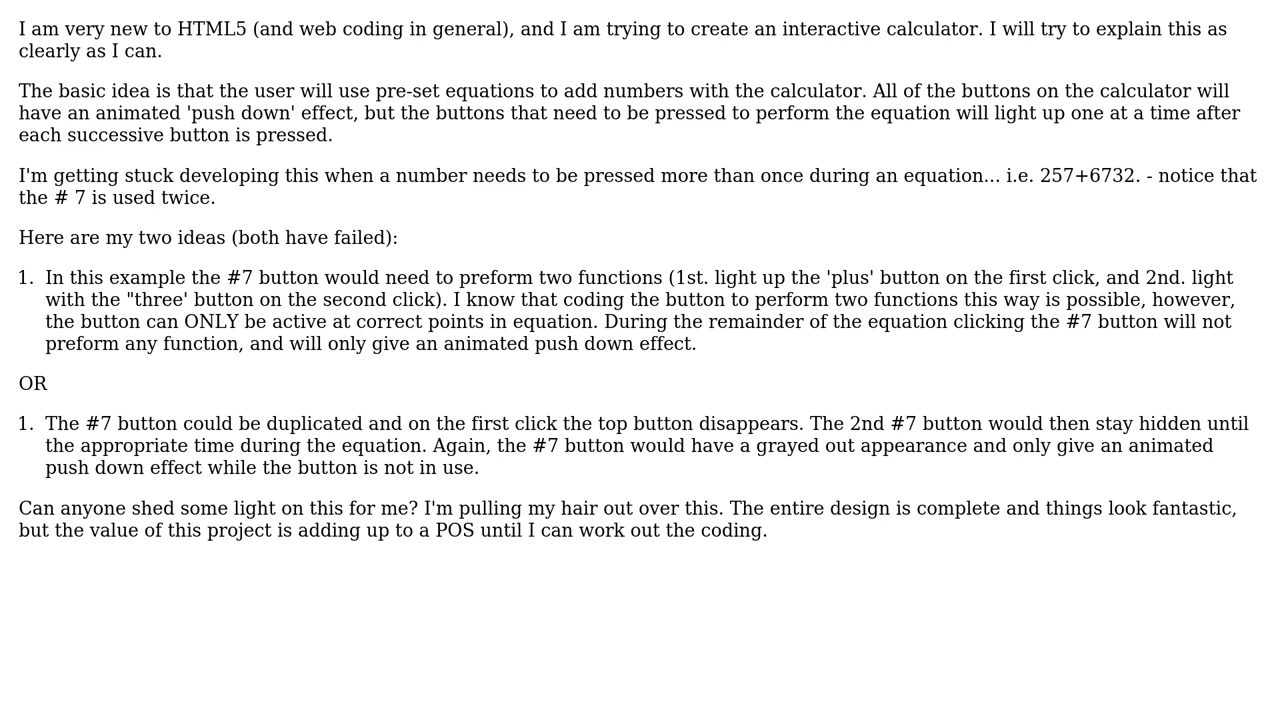 I am very new to HTML5 (and web coding in general), and I am trying to create an interactive calculator. I will try to explain this as
clearly as I can.
The basic idea is that the user will use pre-set equations to add numbers with the calculator. All of the buttons on the calculator will
have an animated 'push down' effect, but the buttons that need to be pressed to perform the equation will light up one at a time after
each successive button is pressed.
I'm getting stuck developing this when a number needs to be pressed more than once during an equation... i.e. 257+6732. - notice that
the # 7 is used twice.
Here are my two ideas (both have failed):
1. In this example the #7 button would need to preform two functions (1st. light up the 'plus' button on the first click, and 2nd. light
with the "three' button on the second click). I know that coding the button to perform two functions this way is possible, however,
the button can ONLY be active at correct points in equation. During the remainder of the equation clicking the #7 button will not
preform any function, and will only give an animated push down effect.
OR
1. The #7 button could be duplicated and on the first click the top button disappears. The 2nd #7 button would then stay hidden until
the appropriate time during the equation. Again, the #7 button would have a grayed out appearance and only give an animated
push down effect while the button is not in use.
Can anyone shed some light on this for me? I'm pulling my hair out over this. The entire design is complete and things look fantastic,
but the value of this project is adding up to a POS until I can work out the coding.